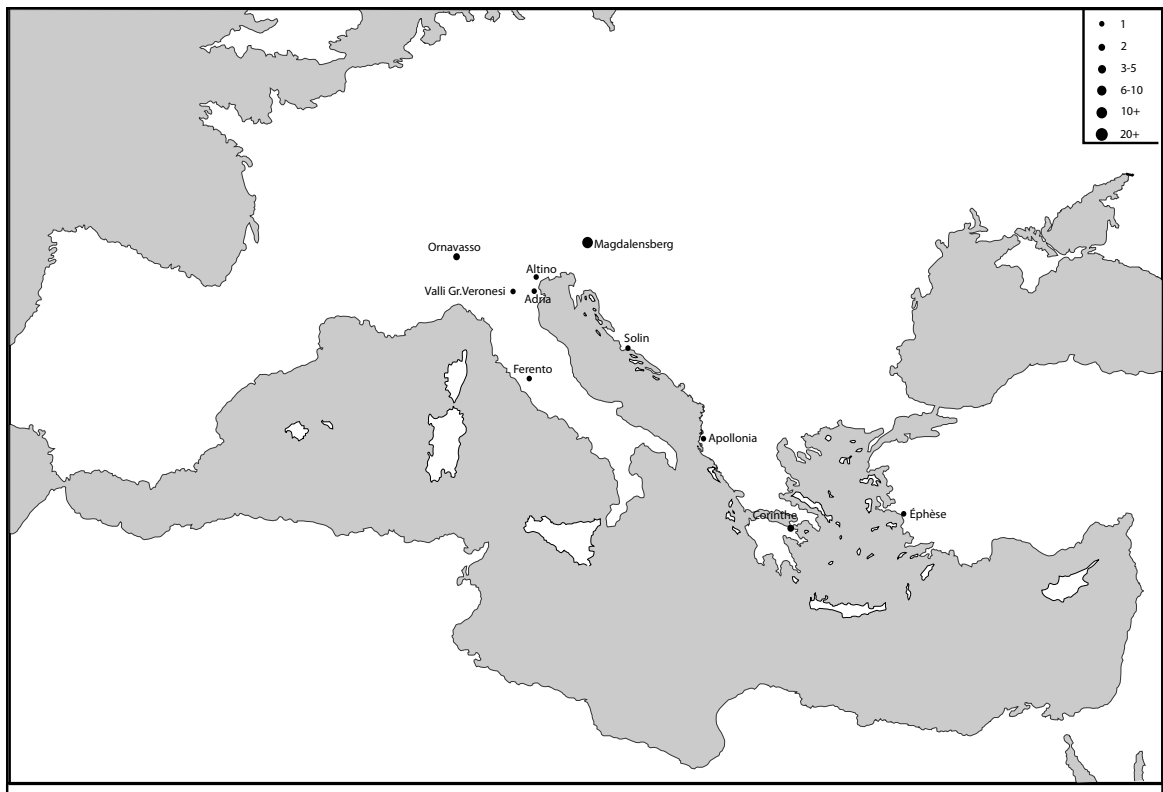 1
2
3-5
6-10
10+
20+
Magdalensberg
Ornavasso
Altino
Valli Gr.Veronesi
Adria
Solin
Ferento
Apollonia
Corinthe
Éphèse